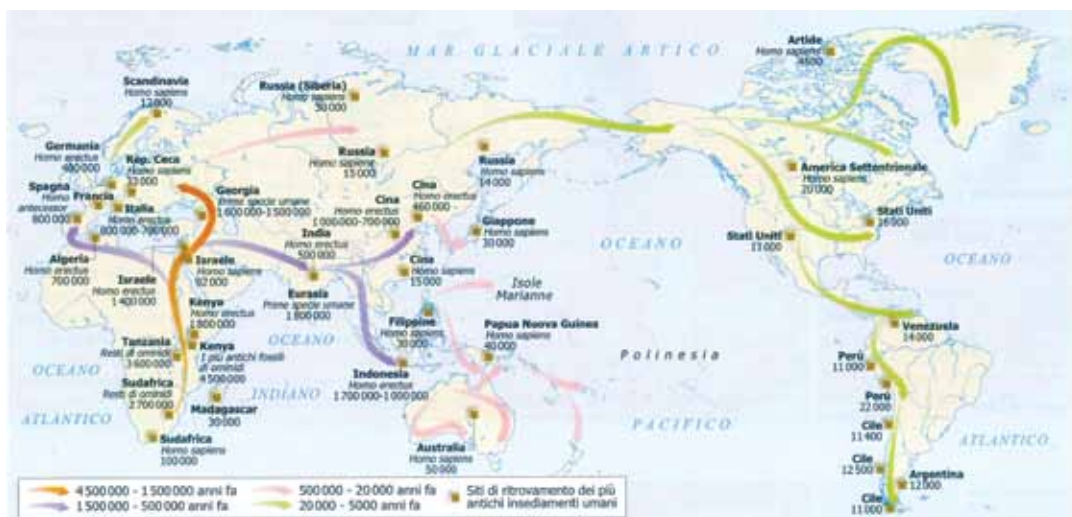 MAR GLACIALE ARTICO
Artide
Homo sapiens
4500
Scandinavia
Homo sapiens
12 000
Russia (Siberia)
Homo sapiens
30 000
Germania
Homo erectus
400 000
Rep. Ceca
Homo sapiens
33 000
Russia
Homo sapiens
15 000
Russia
Homo sapiens
14 000
America Settentrionale
Homo sapiens
20 000
Spagna
Homo
antecessor
800 000
Francia
Italia
Homo erectus
800 000-700 000
Georgia
Prime specie umane
1 600 000-1 500 000
Cina
Homo erectus
1 000 000-700 000
Cina
Homo erectus
460 000
Giappone
Homo sapiens
30 000
Stati Uniti
16 000
Stati Uniti
13 000
OCEANO
OCEANO
India
Homo erectus
500 000
Algeria
Homo erectus
700 000
Israele
Homo erectus
1 400 000
Israele
Homo sapiens
92 000
Cina
Homo sapiens
15 000
Eurasia
Prime specie umane
1 800 000
Isole
Marianne
Kenya
Homo erectus
1 800 000
Filippine
Homo sapiens
30 000
Papua Nuova Guinea
Homo sapiens
40 000
Polinesia
Venezuela
14 000
Tanzania
Resti di ominidi
3 600 000
Kenya
I più antichi fossili
di ominidi
4 500 000
OCEANO
OCEANO
INDIANO
Indonesia
Homo erectus
1 700 000-1 000 000
Perù
11 000
Perù
22 000
Sudafrica
Resti di ominidi
2 700 000
Madagascar
30 000
ATLANTICO
PACIFICO
ATLANTICO
Cile
11 400
Sudafrica
Homo sapiens
100 000
Australia
Homo sapiens
50 000
Cile
12 500
Argentina
12 000
Cile
11 000
4 500 000 - 1 500 000 anni fa
1 500 000 - 500 000 anni fa
500 000 - 20 000 anni fa
20 000 - 5000 anni fa
Siti di ritrovamento dei più
antichi insediamenti umani